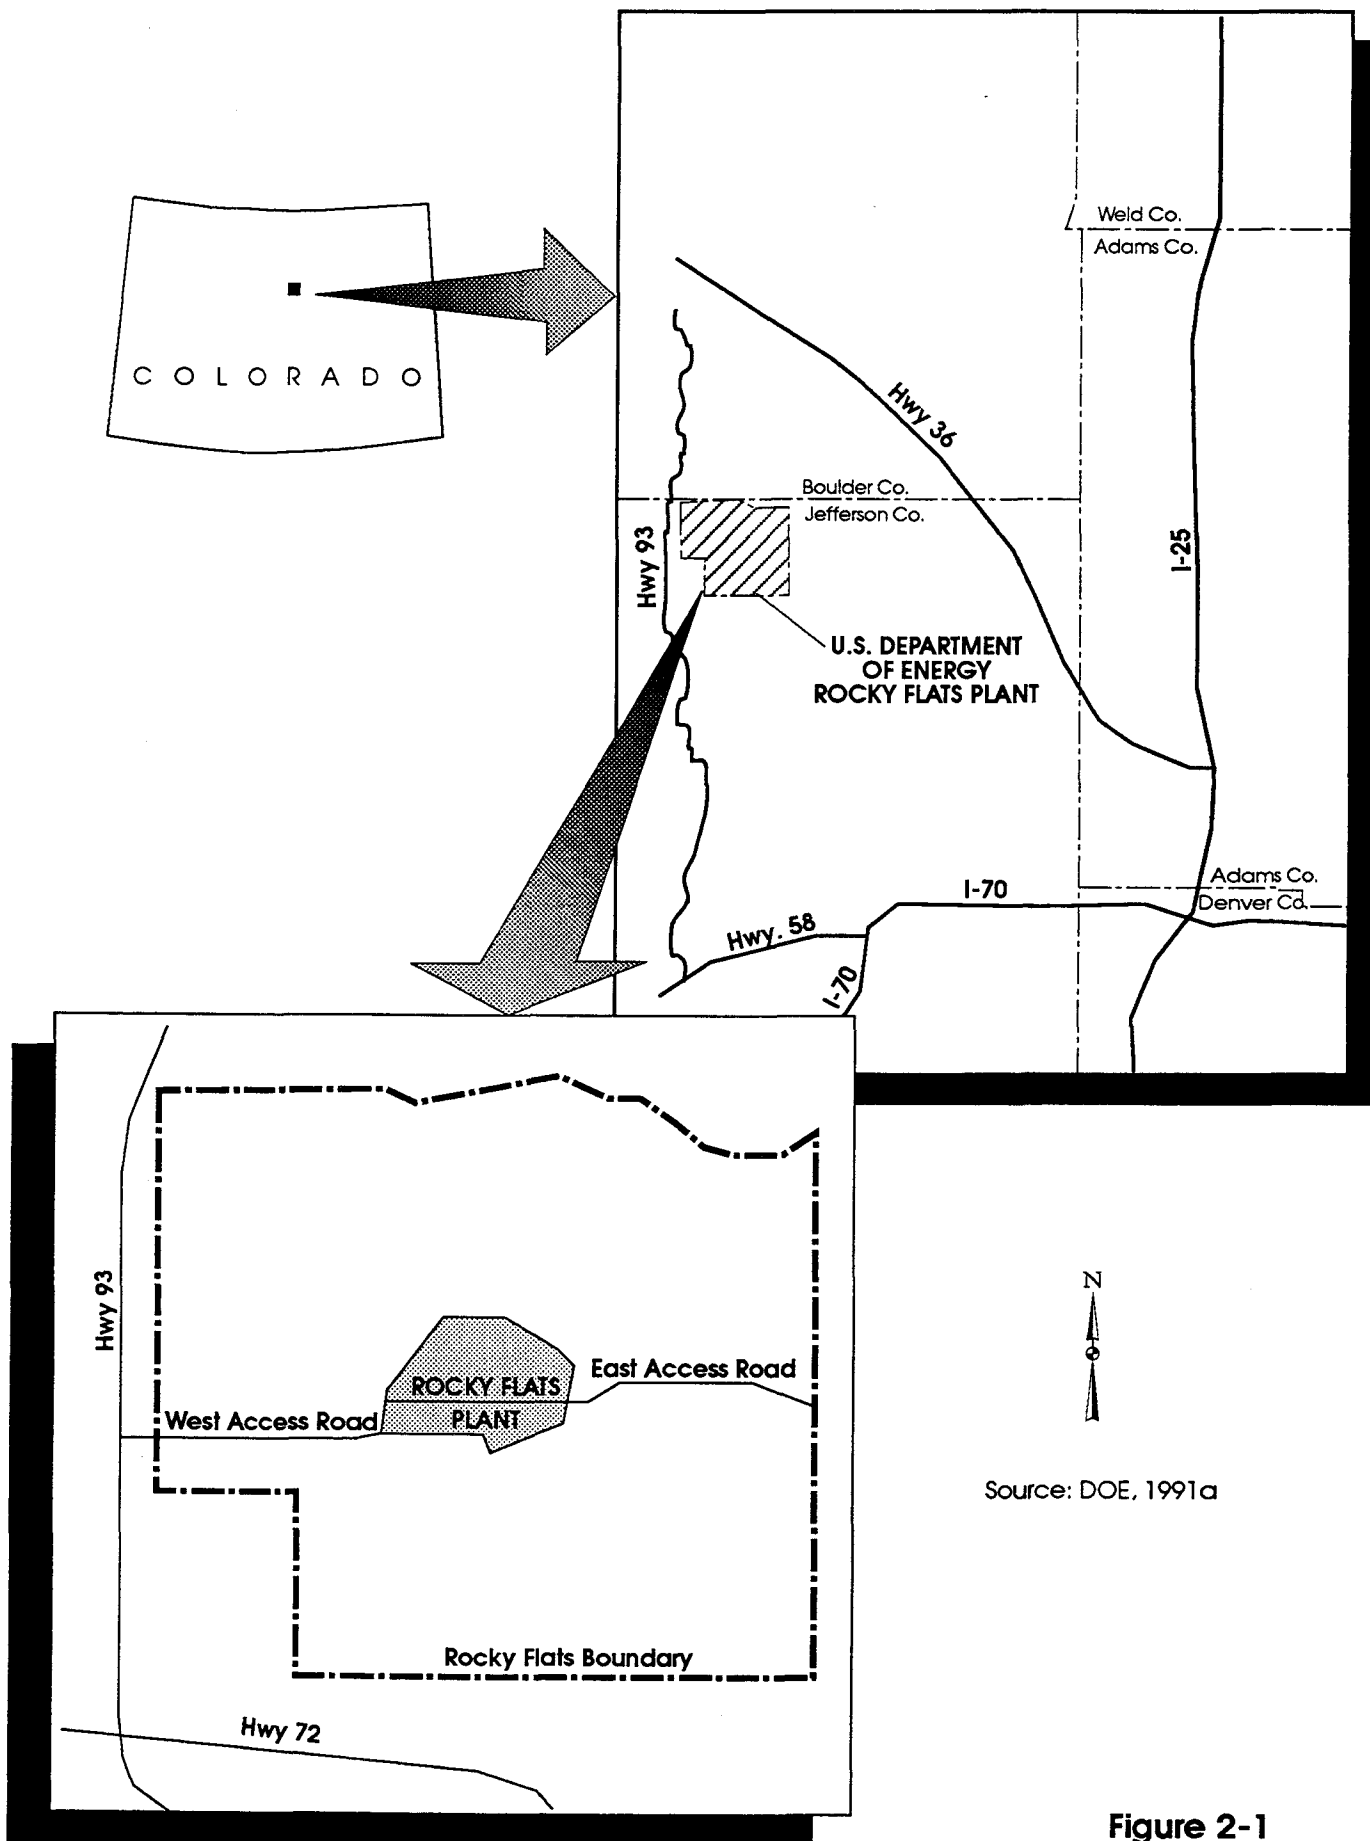 Weld Co.
Adams Co.
C O L O R A D O
Hwy 36
Boulder Co.
Jefferson Co.
Hwy 93
I-25
U.S. DEPARTMENT
OF ENERGY
ROCKY FLATS PLANT
Adams Co.
Denver Co.
I-70
Hwy. 58
I-70
Hwy 93
East Access Road
ROCKY FLATS
PLANT
West Access Road
Rocky Flats Boundary
Hwy 72
N
Source: DOE, 1991a
Figure 2-1